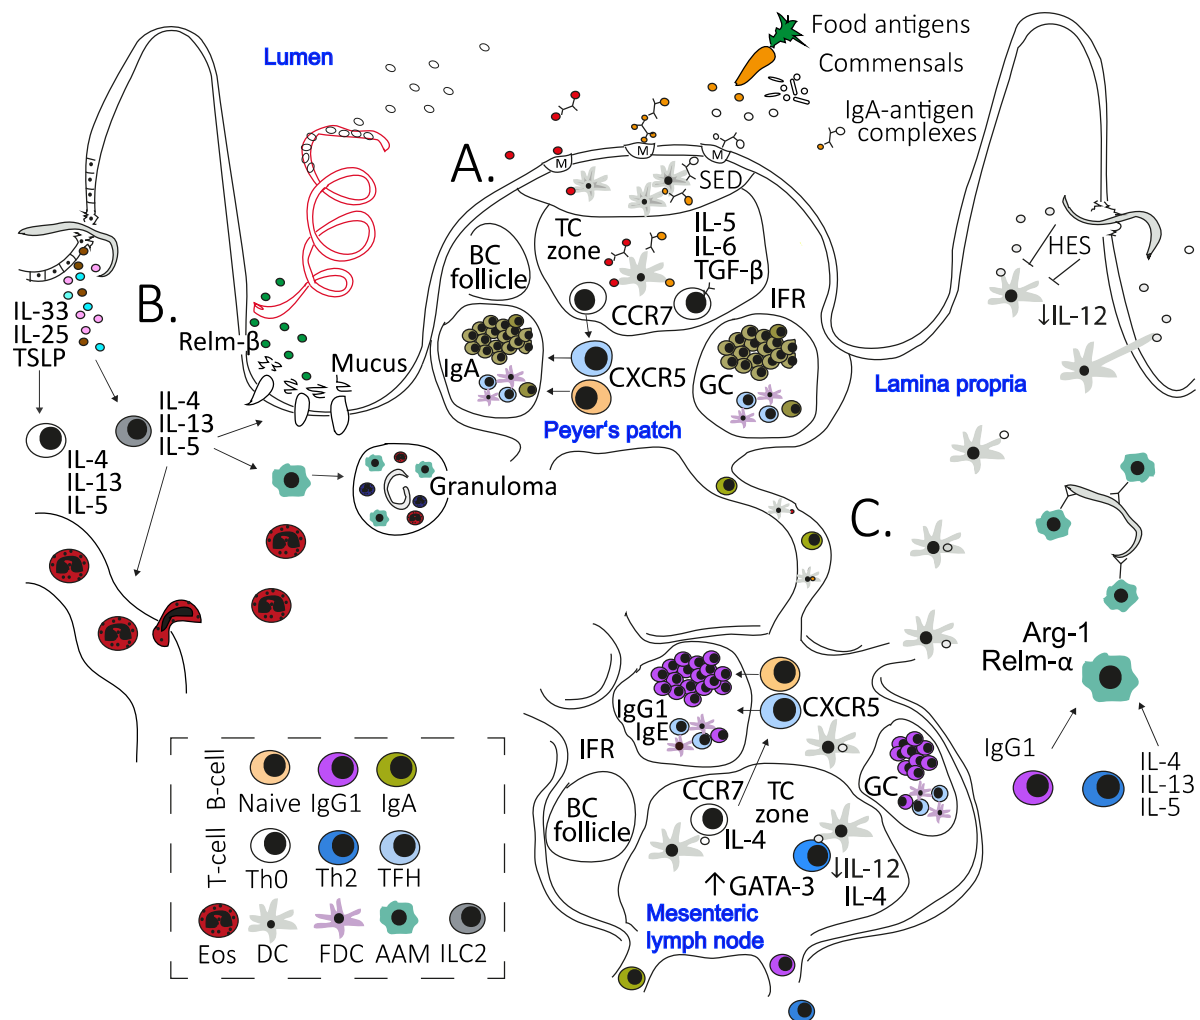 Lumen
Food antigens
Commensals
IgA-antigen
complexes
A.
M
M
M
SED
TC
zone
IL-5
IL-6
TGF-β
BC
follicle
CCR7
IFR
IgA
CXCR5
GC
Peyer's patch
HES
↓IL-12
Lamina propria
B.
IL-33
IL-25
TSLP
Relm-β
Mucus
IL-4
IL-13
IL-5
IL-4
IL-13
IL-5
Granuloma
C.
Arg-1
Relm-α
IgG1
IL-4
IL-13
IL-5
IgG1
IgE
CXCR5
IFR
BC
follicle
CCR7
TC
zone
IL-4
GC
↑GATA-3
↓IL-12
IL-4
Mesenteric
lymph node
B-cell
Naive IgG1 IgA
T-cell
Th0 Th2 TFH
Eos DC FDC AAM ILC2